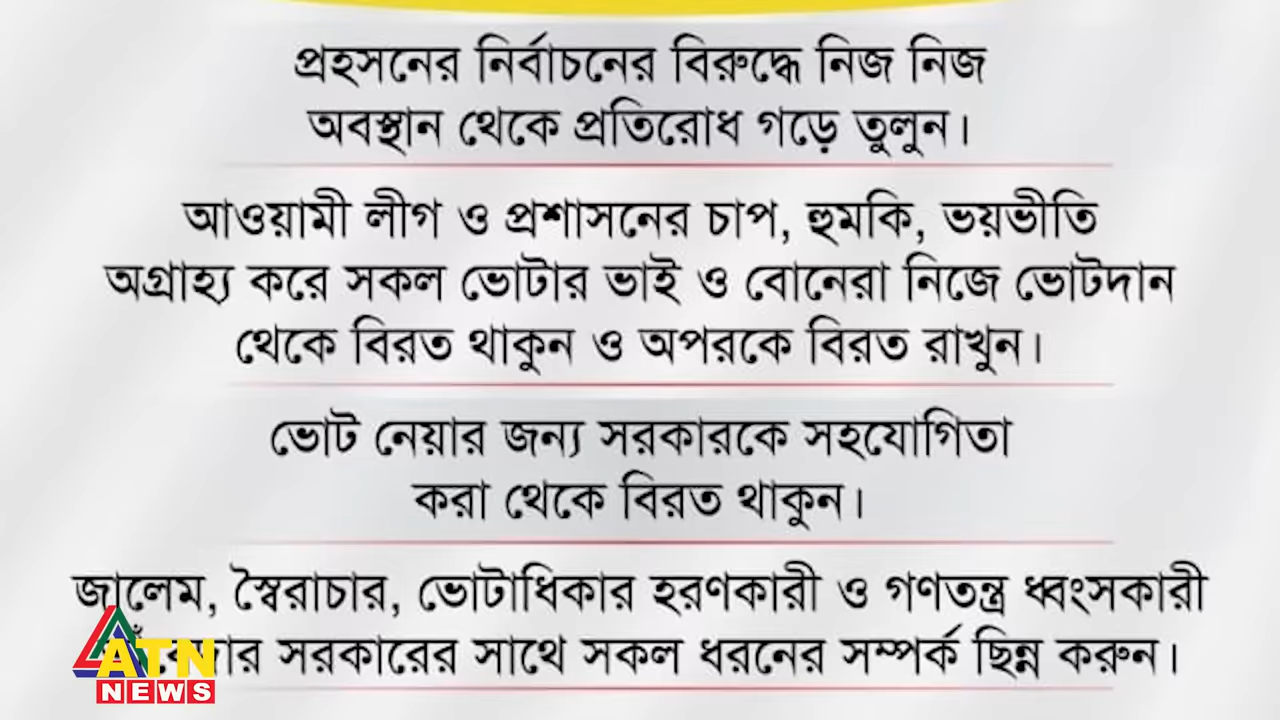 প্রহসনের নির্বাচনের বিরুদ্ধে নিজ নিজ
অবস্থান থেকে প্রতিরোধ গড়ে তুলুন।
আওয়ামী লীগ ও প্রশাসনের চাপ, হুমকি, ভয়ভীতি
অগ্রাহ্য করে সকল ভোটার ভাই ও বোনেরা নিজে ভোটদান
থেকে বিরত থাকুন ও অপরকে বিরত রাখুন।
ভোট নেয়ার জন্য সরকারকে সহযোগিতা
করা থেকে বিরত থাকুন।
জালেম, স্বৈরাচার, ভোটাধিকার হরণকারী ও গণতন্ত্র ধ্বংসকারী
সরকারের সাথে সকল ধরনের সম্পর্ক ছিন্ন করুন।
ATN
NEWS